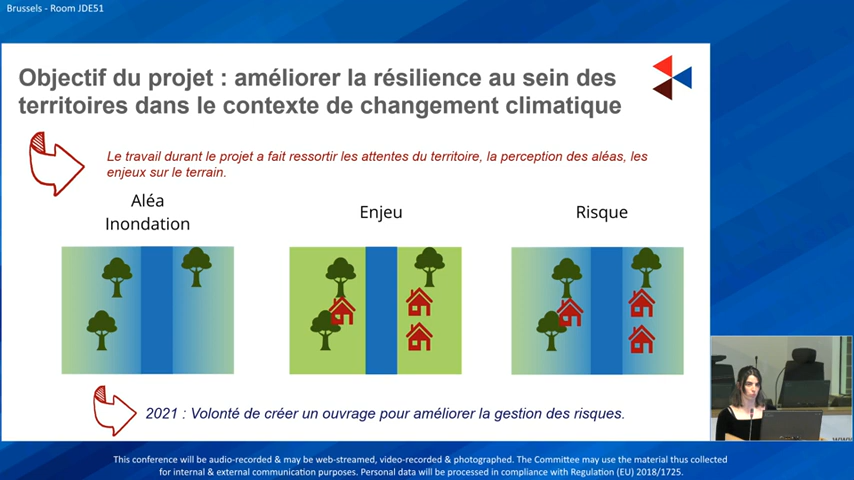 Brussels - Room JDE51
Objectif du projet : améliorer la résilience au sein des
territoires dans le contexte de changement climatique
Le travail durant le projet a fait ressortir les attentes du territoire, la perception des aléas, les
enjeux sur le terrain.
Aléa
Inondation
Enjeu
Risque
2021 : Volonté de créer un ouvrage pour améliorer la gestion des risques.
This conference will be audio-recorded & may be web-streamed, video-recorded & photographed. The Committee may use the material thus collected
for internal & external communication purposes. Personal data will be processed in compliance with Regulation (EU) 2018/1725.